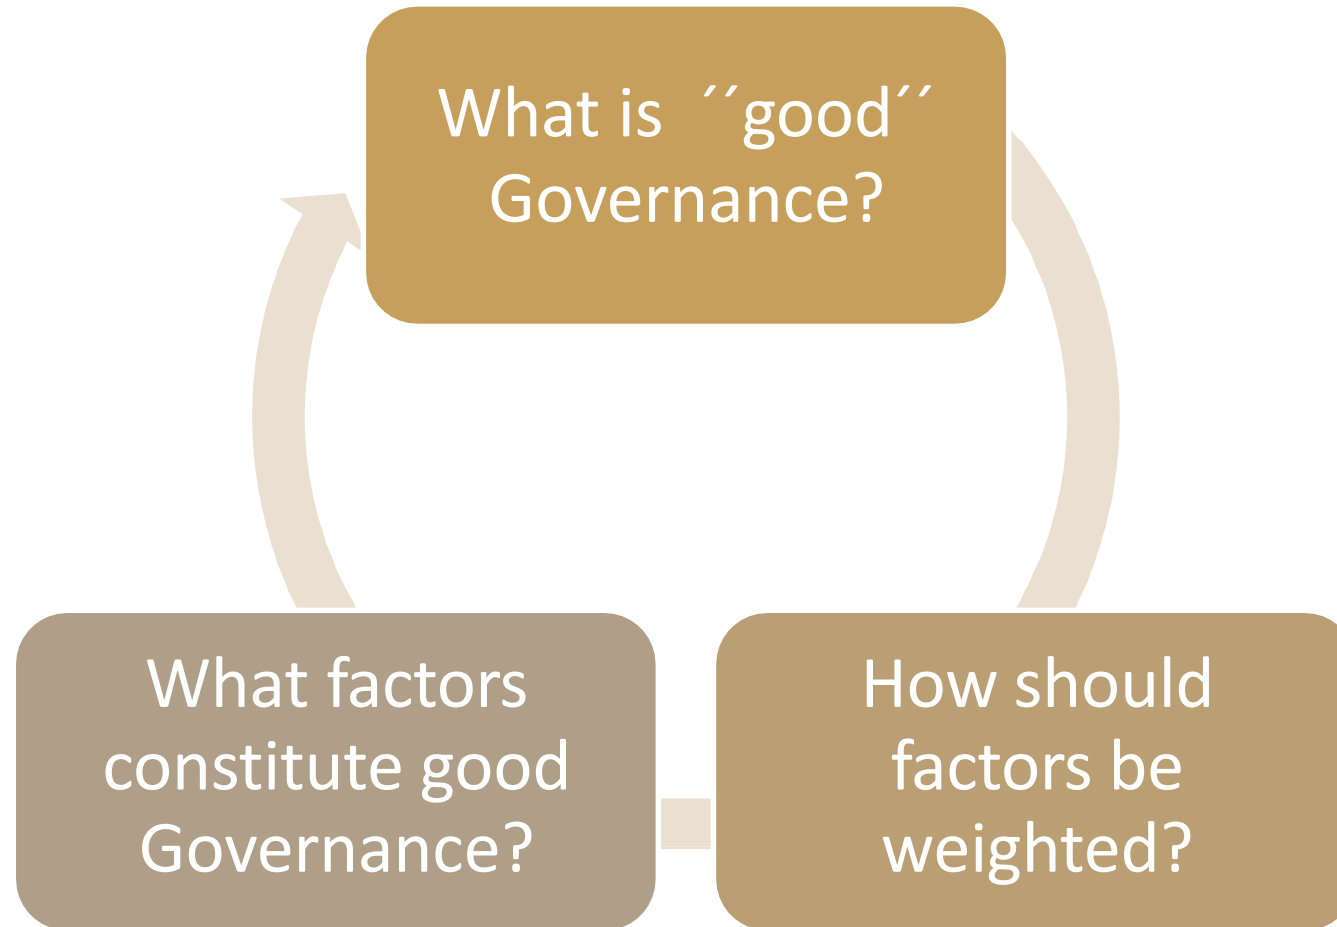 What is ´´good´´
Governance?
What factors
constitute good
Governance?
How should
factors be
weighted?